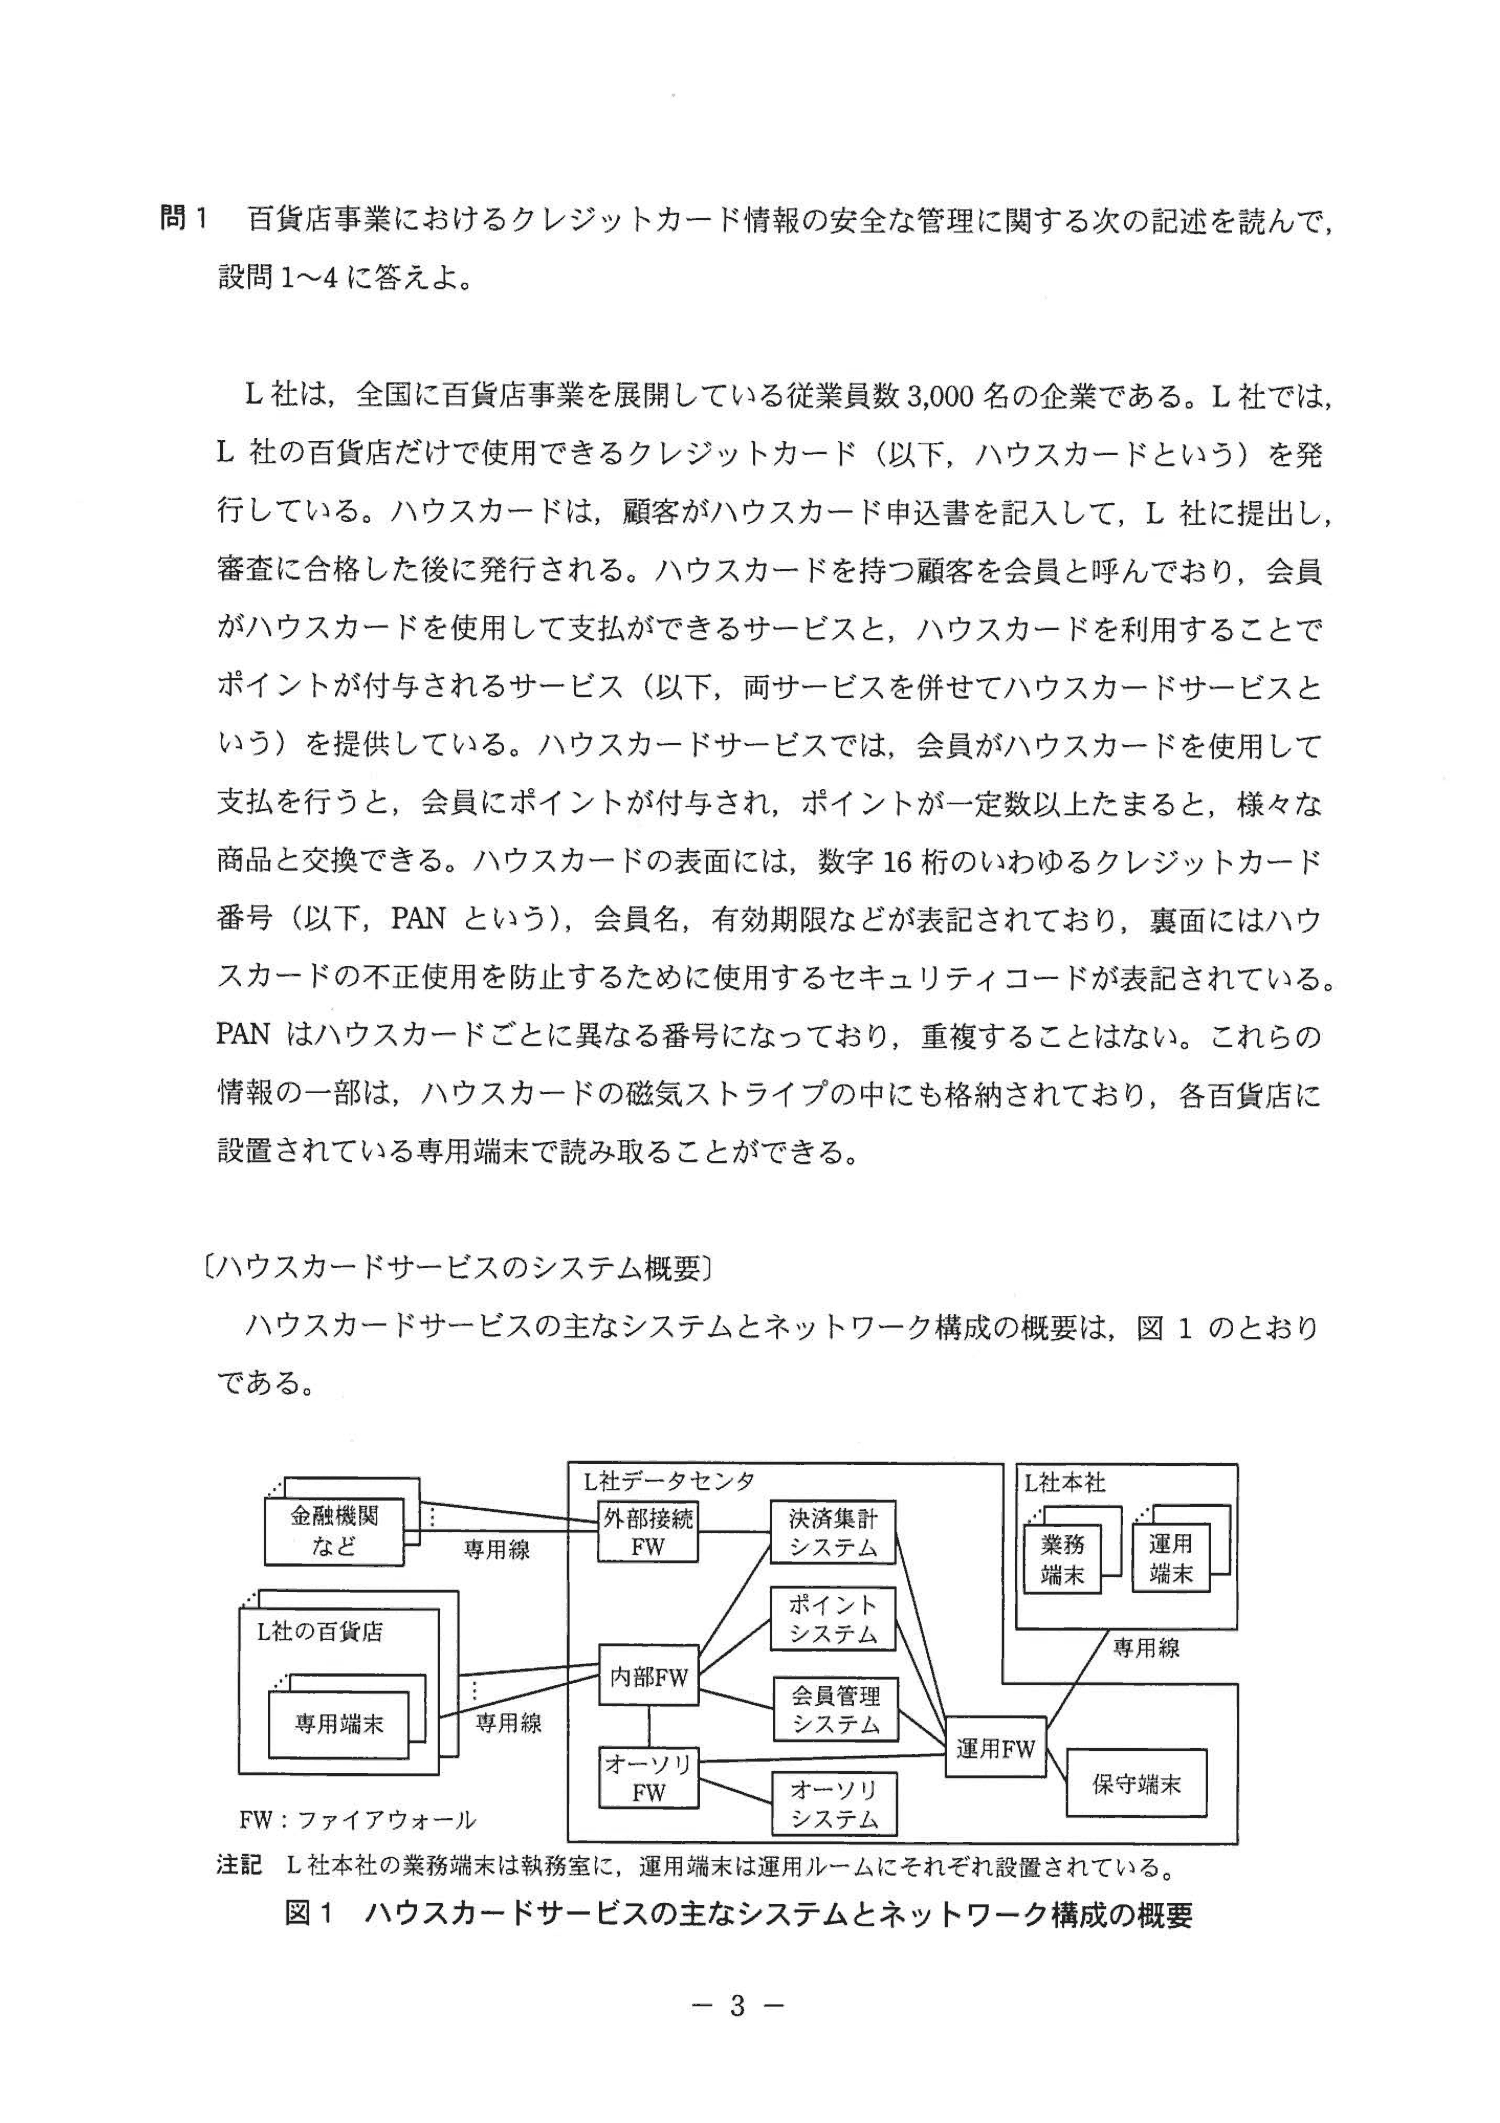 問1　百貨店事業におけるクレジットカード情報の安全な管理に関する次の記述を読んで，
設問1～4に答えよ。
L社は，全国に百貨店事業を展開している従業員数3,000名の企業である。L社では，
L社の百貨店だけで使用できるクレジットカード（以下，ハウスカードという）を発
行している。ハウスカードは，顧客がハウスカード申込書を記入して，L社に提出し，
審査に合格した後に発行される。ハウスカードを持つ顧客を会員と呼んでおり，会員
がハウスカードを使用して支払ができるサービスと，ハウスカードを利用することで
ポイントが付与されるサービス（以下，両サービスを併せてハウスカードサービスと
いう）を提供している。ハウスカードサービスでは，会員がハウスカードを使用して
支払を行うと，会員にポイントが付与され，ポイントが一定数以上たまると，様々な
商品と交換できる。ハウスカードの表面には，数字16桁のいわゆるクレジットカード
番号（以下，PANという），会員名，有効期限などが表記されており，裏面にはハウ
スカードの不正使用を防止するために使用するセキュリティコードが表記されている。
PANはハウスカードごとに異なる番号になっており，重複することはない。これらの
情報の一部は，ハウスカードの磁気ストライプの中にも格納されており，各百貨店に
設置されている専用端末で読み取ることができる。
〔ハウスカードサービスのシステム概要〕
ハウスカードサービスの主なシステムとネットワーク構成の概要は，図1のとおり
である。
金融機関
など
専用線
L社の百貨店
専用端末
専用線
L社データセンタ
外部接続
FW
決済集計
システム
ポイント
システム
内部FW
会員管理
システム
オーソリ
FW
オーソリ
システム
運用FW
保守端末
L社本社
業務
端末
運用
端末
専用線
FW：ファイアウォール
注記　L社本社の業務端末は執務室に，運用端末は運用ルームにそれぞれ設置されている。
図1　ハウスカードサービスの主なシステムとネットワーク構成の概要
－ 3 －